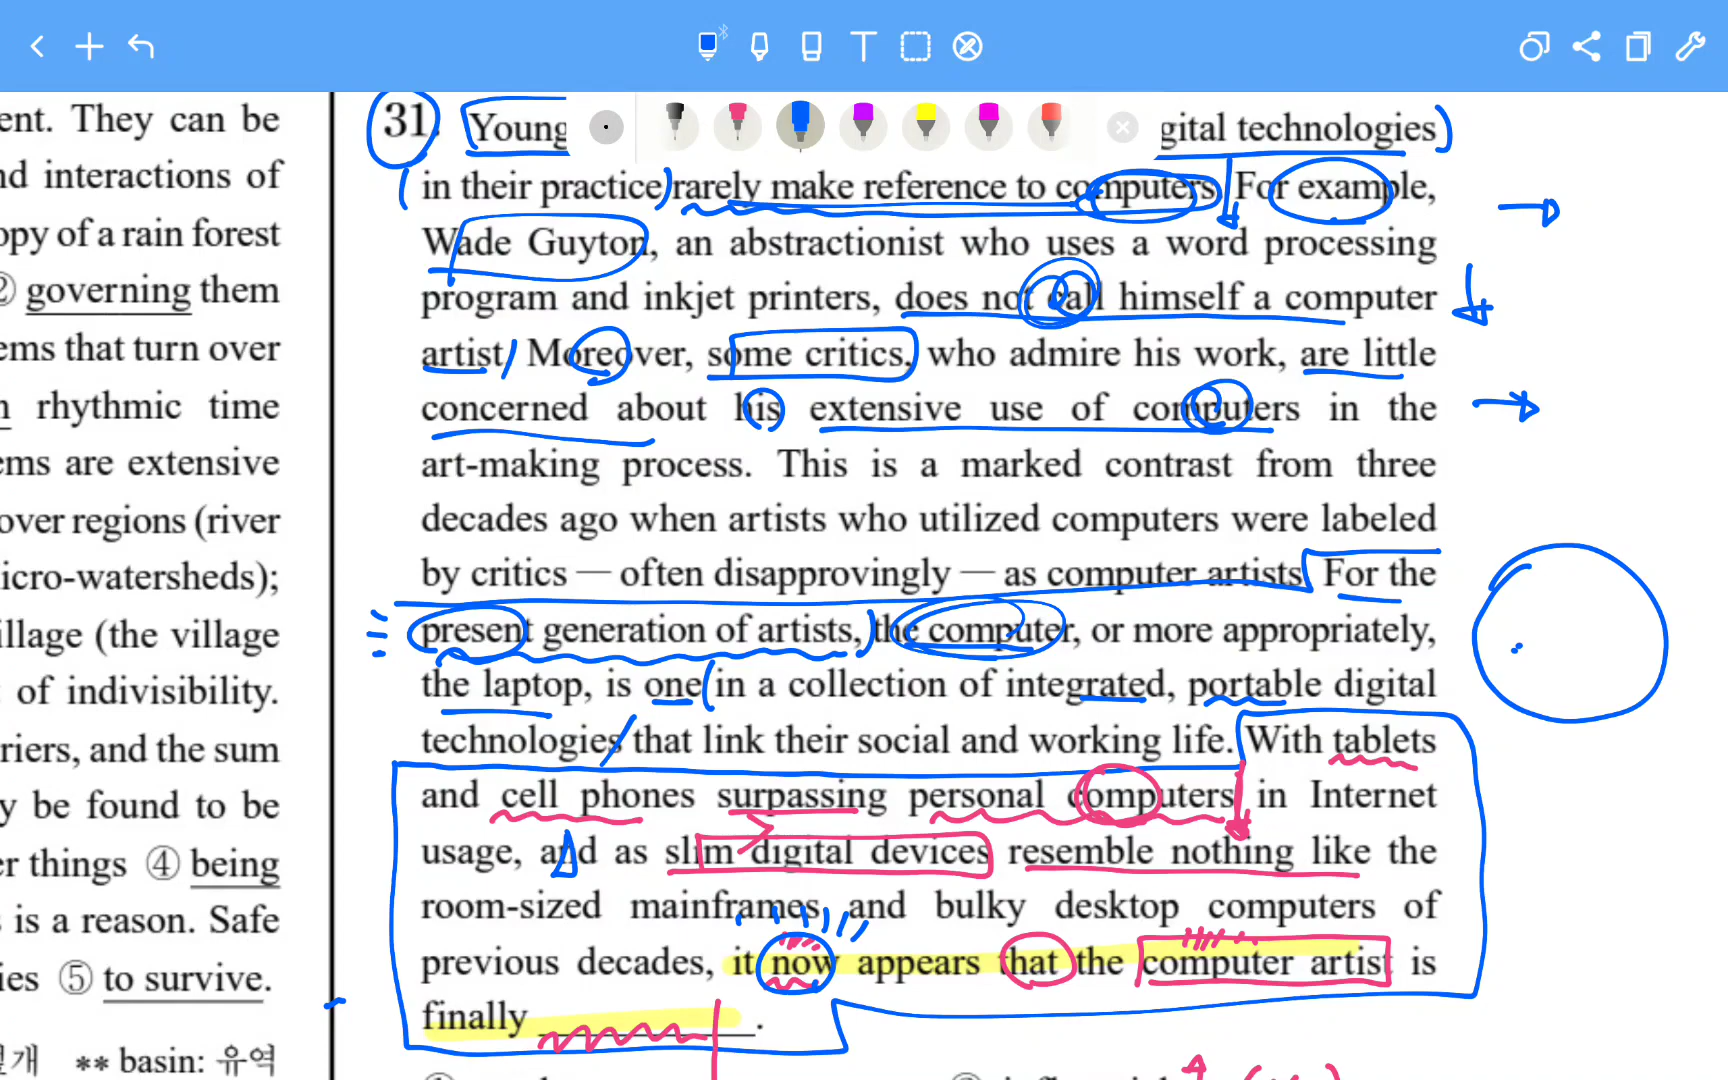 ent. They can be
nd interactions of
opy of a rain forest
② governing them
ems that turn over
n rhythmic time
ems are extensive
over regions (river
icro-watersheds);
illage (the village
of indivisibility.
riers, and the sum
y be found to be
er things ④ being
s is a reason. Safe
ies ⑤ to survive.
개 ** basin: 유역
31. Young gital technologies
in their practice rarely make reference to computers. For example,
Wade Guyton, an abstractionist who uses a word processing
program and inkjet printers, does not call himself a computer
artist. Moreover, some critics, who admire his work, are little
concerned about his extensive use of computers in the
art-making process. This is a marked contrast from three
decades ago when artists who utilized computers were labeled
by critics — often disapprovingly — as computer artists. For the
present generation of artists, the computer, or more appropriately,
the laptop, is one in a collection of integrated, portable digital
technologies that link their social and working life. With tablets
and cell phones surpassing personal computers in Internet
usage, and as slim digital devices resemble nothing like the
room-sized mainframes and bulky desktop computers of
previous decades, it now appears that the computer artist is
finally ____________.